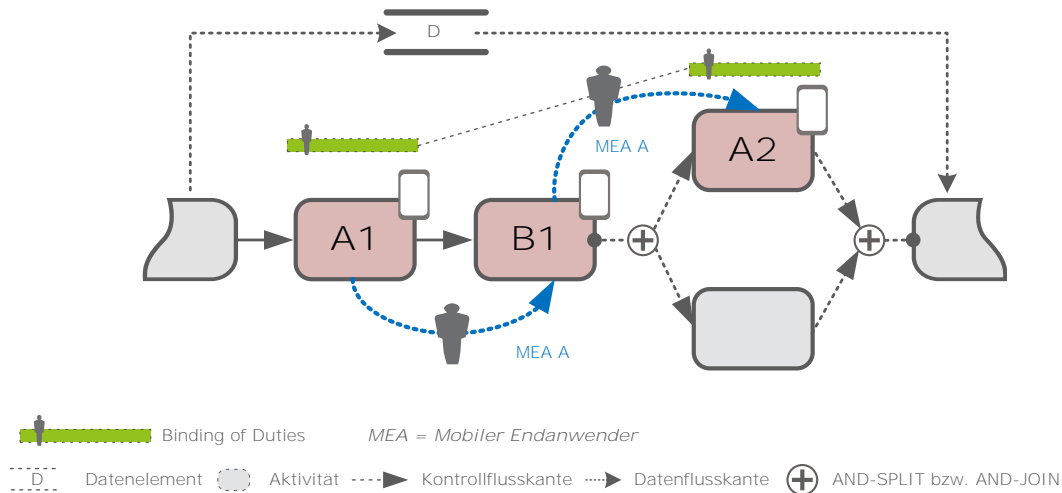 D
MEA A
A2
A1
B1
MEA A
Binding of Duties
MEA = Mobiler Endanwender
D Datenelement Aktivität Kontrollflusskante Datenflusskante AND-SPLIT bzw. AND-JOIN